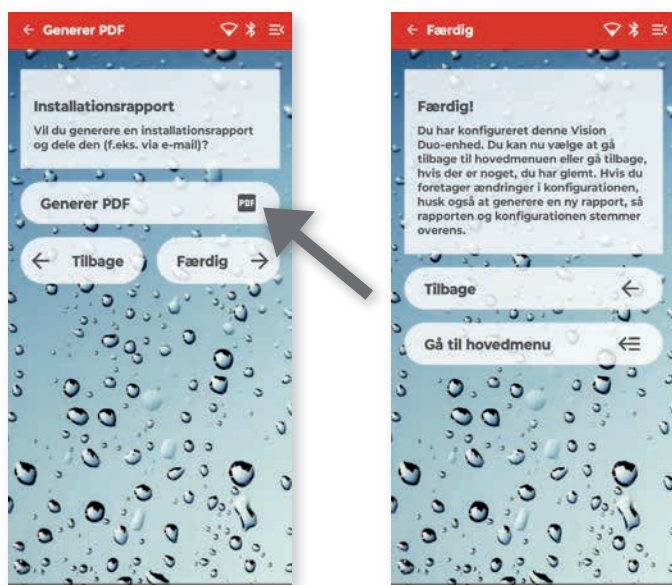 Generer PDF
Installationsrapport
Vil du generere en installationsrapport
og dele den (f.eks. via e-mail)?
Generer PDF
PDF
Tilbage
Færdig
Færdig
Færdig!
Du har konfigureret denne Vision
Duo-enhed. Du kan nu vælge at gå
tilbage til hovedmenuen eller gå tilbage,
hvis der er noget, du har glemt. Hvis du
foretager ændringer i konfigurationen,
husk også at generere en ny rapport, så
rapporten og konfigurationen stemmer
overens.
Tilbage
Gå til hovedmenu